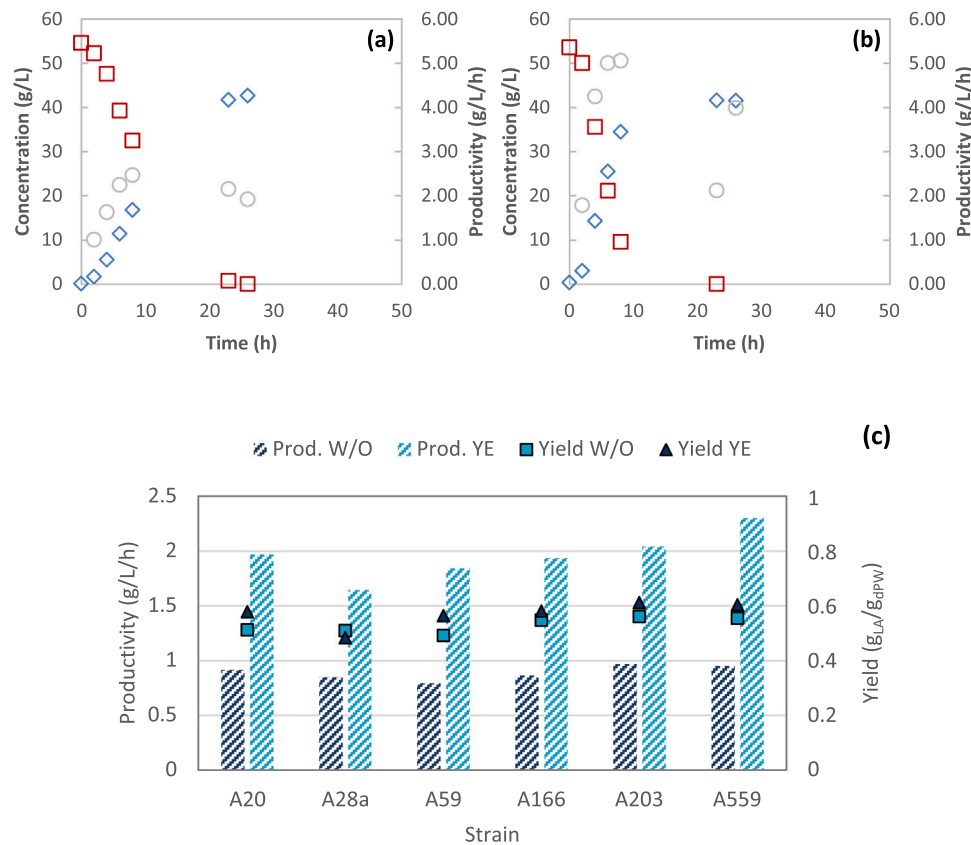 (a)
Concentration (g/L)
60
50
40
30
20
10
0
6.00
5.00
4.00
3.00
2.00
1.00
0.00
Productivity (g/L/h)
0 10 20 30 40 50
Time (h)
(b)
Concentration (g/L)
60
50
40
30
20
10
0
6.00
5.00
4.00
3.00
2.00
1.00
0.00
Productivity (g/L/h)
0 10 20 30 40 50
Time (h)
(c)
Prod. W/O Prod. YE Yield W/O Yield YE
Productivity (g/L/h)
2.5
2
1.5
1
0.5
0
1
0.8
0.6
0.4
0.2
0
Yield (gLA/gdPW)
A20 A28a A59 A166 A203 A559
Strain